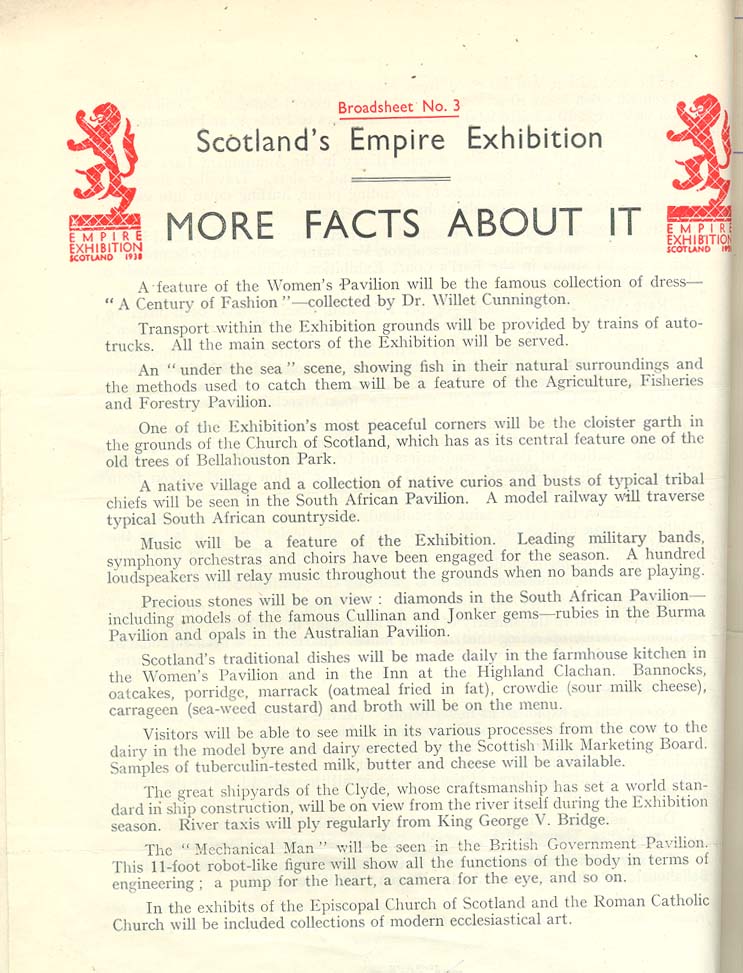 Broadsheet No. 3
Scotland's Empire Exhibition
MORE FACTS ABOUT IT
EMPIRE
EXHIBITION
SCOTLAND 1938
EMPIRE
EXHIBITION
SCOTLAND 19
A feature of the Women's Pavilion will be the famous collection of dress—
“ A Century of Fashion ”—collected by Dr. Willet Cunnington.
Transport within the Exhibition grounds will be provided by trains of auto-
trucks. All the main sectors of the Exhibition will be served.
An “ under the sea ” scene, showing fish in their natural surroundings and
the methods used to catch them will be a feature of the Agriculture, Fisheries
and Forestry Pavilion.
One of the Exhibition's most peaceful corners will be the cloister garth in
the grounds of the Church of Scotland, which has as its central feature one of the
old trees of Bellahouston Park.
A native village and a collection of native curios and busts of typical tribal
chiefs will be seen in the South African Pavilion. A model railway will traverse
typical South African countryside.
Music will be a feature of the Exhibition. Leading military bands,
symphony orchestras and choirs have been engaged for the season. A hundred
loudspeakers will relay music throughout the grounds when no bands are playing.
Precious stones will be on view : diamonds in the South African Pavilion—
including models of the famous Cullinan and Jonker gems—rubies in the Burma
Pavilion and opals in the Australian Pavilion.
Scotland's traditional dishes will be made daily in the farmhouse kitchen in
the Women's Pavilion and in the Inn at the Highland Clachan. Bannocks,
oatcakes, porridge, marrack (oatmeal fried in fat), crowdie (sour milk cheese),
carrageen (sea-weed custard) and broth will be on the menu.
Visitors will be able to see milk in its various processes from the cow to the
dairy in the model byre and dairy erected by the Scottish Milk Marketing Board.
Samples of tuberculin-tested milk, butter and cheese will be available.
The great shipyards of the Clyde, whose craftsmanship has set a world stan-
dard in ship construction, will be on view from the river itself during the Exhibition
season. River taxis will ply regularly from King George V. Bridge.
The “ Mechanical Man ” will be seen in the British Government Pavilion.
This 11-foot robot-like figure will show all the functions of the body in terms of
engineering ; a pump for the heart, a camera for the eye, and so on.
In the exhibits of the Episcopal Church of Scotland and the Roman Catholic
Church will be included collections of modern ecclesiastical art.